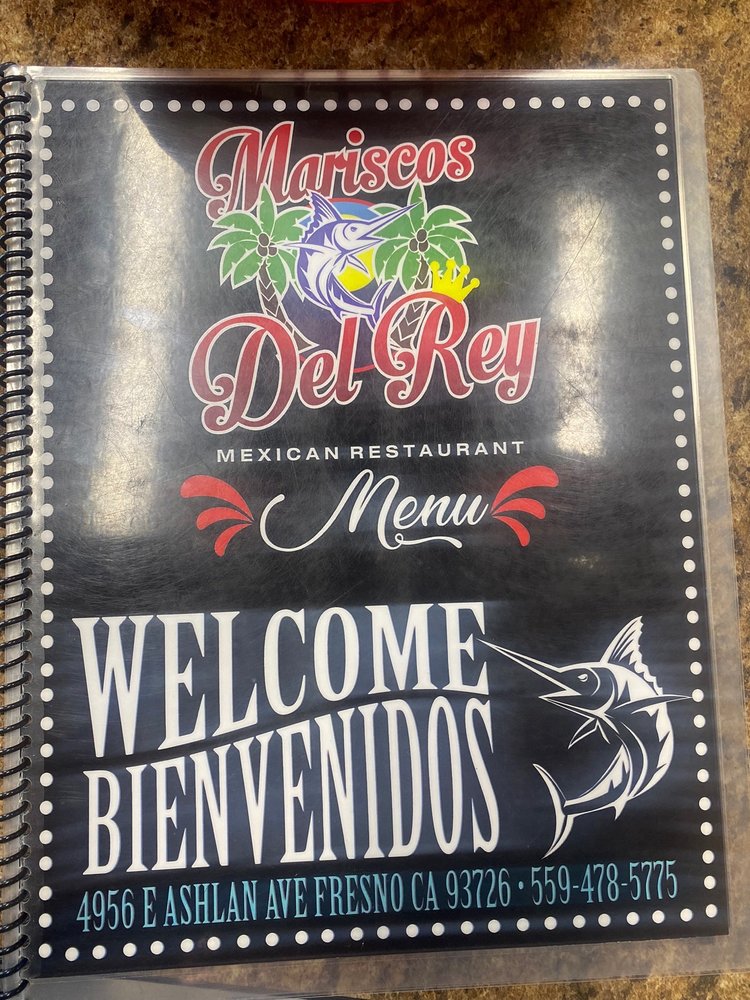 Mariscos
Del Rey
MEXICAN RESTAURANT
Menu
WELCOME
BIENVENIDOS
4956 E ASHLAN AVE FRESNO CA 93726 • 559-478-5775